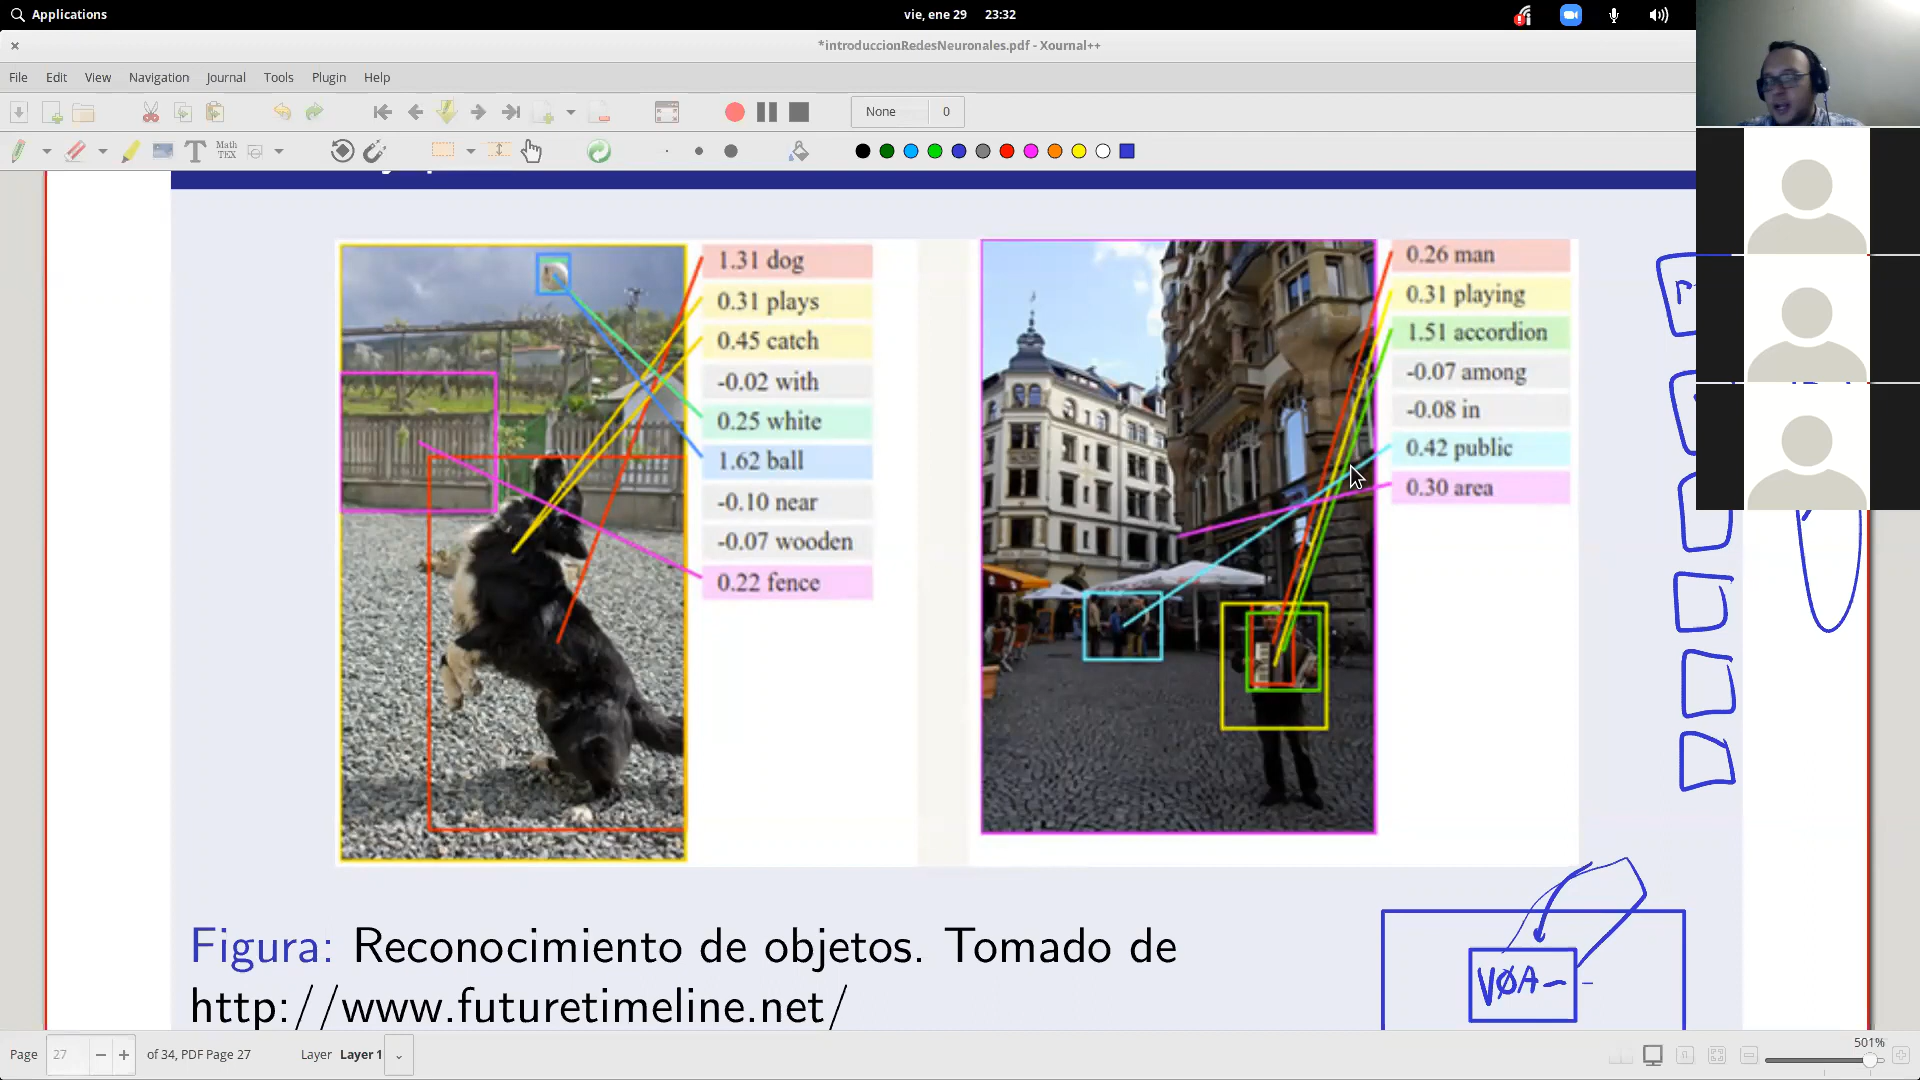 Applications
vie, ene 29 23:32
*introduccionRedesNeuronales.pdf - Xournal++
File Edit View Navigation Journal Tools Plugin Help
None 0
Math
TEX
1.31 dog
0.31 plays
0.45 catch
-0.02 with
0.25 white
1.62 ball
-0.10 near
-0.07 wooden
0.22 fence
0.26 man
0.31 playing
1.51 accordion
-0.07 among
-0.08 in
0.42 public
0.30 area
Figura: Reconocimiento de objetos. Tomado de
http://www.futuretimeline.net/
Page 27 of 34, PDF Page 27 Layer Layer 1
501%